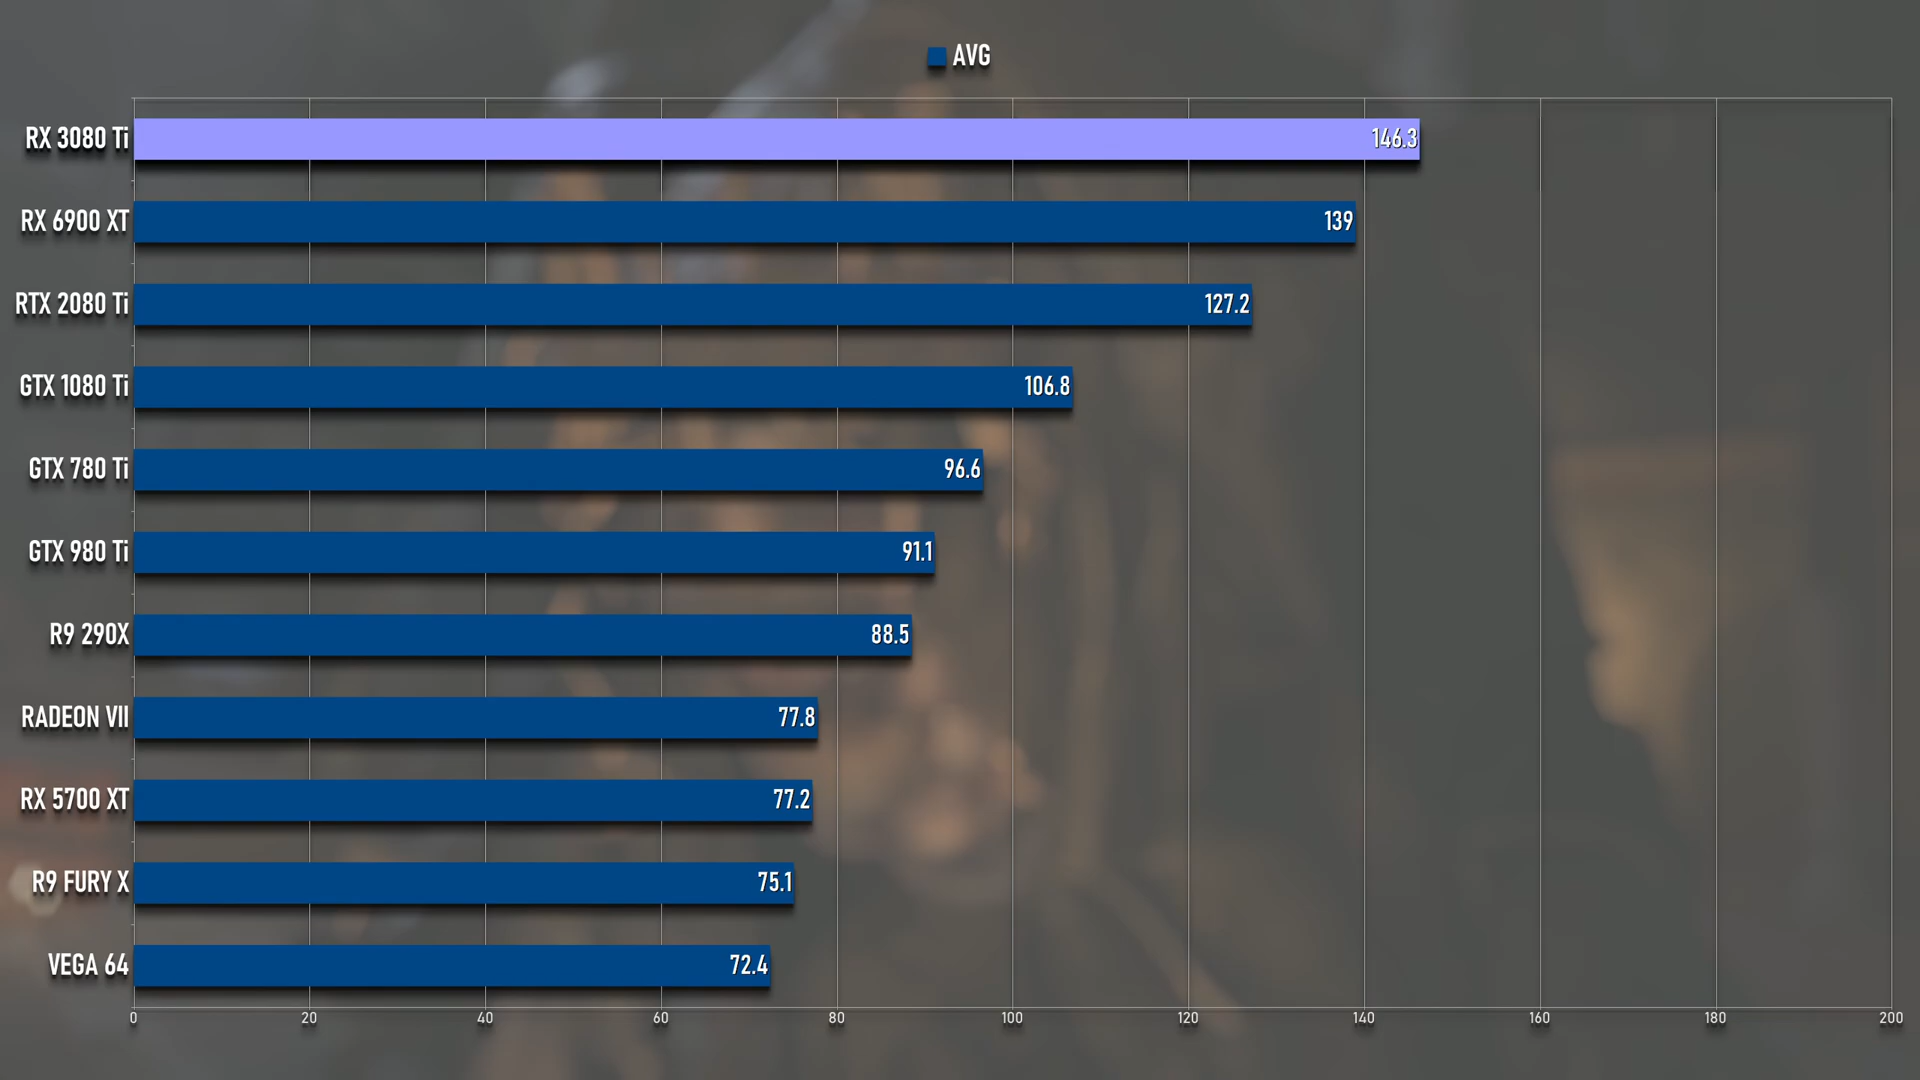 AVG
RX 3080 Ti 146.3
RX 6900 XT 139
RTX 2080 Ti 127.2
GTX 1080 Ti 106.8
GTX 780 Ti 96.6
GTX 980 Ti 91.1
R9 290X 88.5
RADEON VII 77.8
RX 5700 XT 77.2
R9 FURY X 75.1
VEGA 64 72.4
0 20 40 60 80 100 120 140 160 180 200